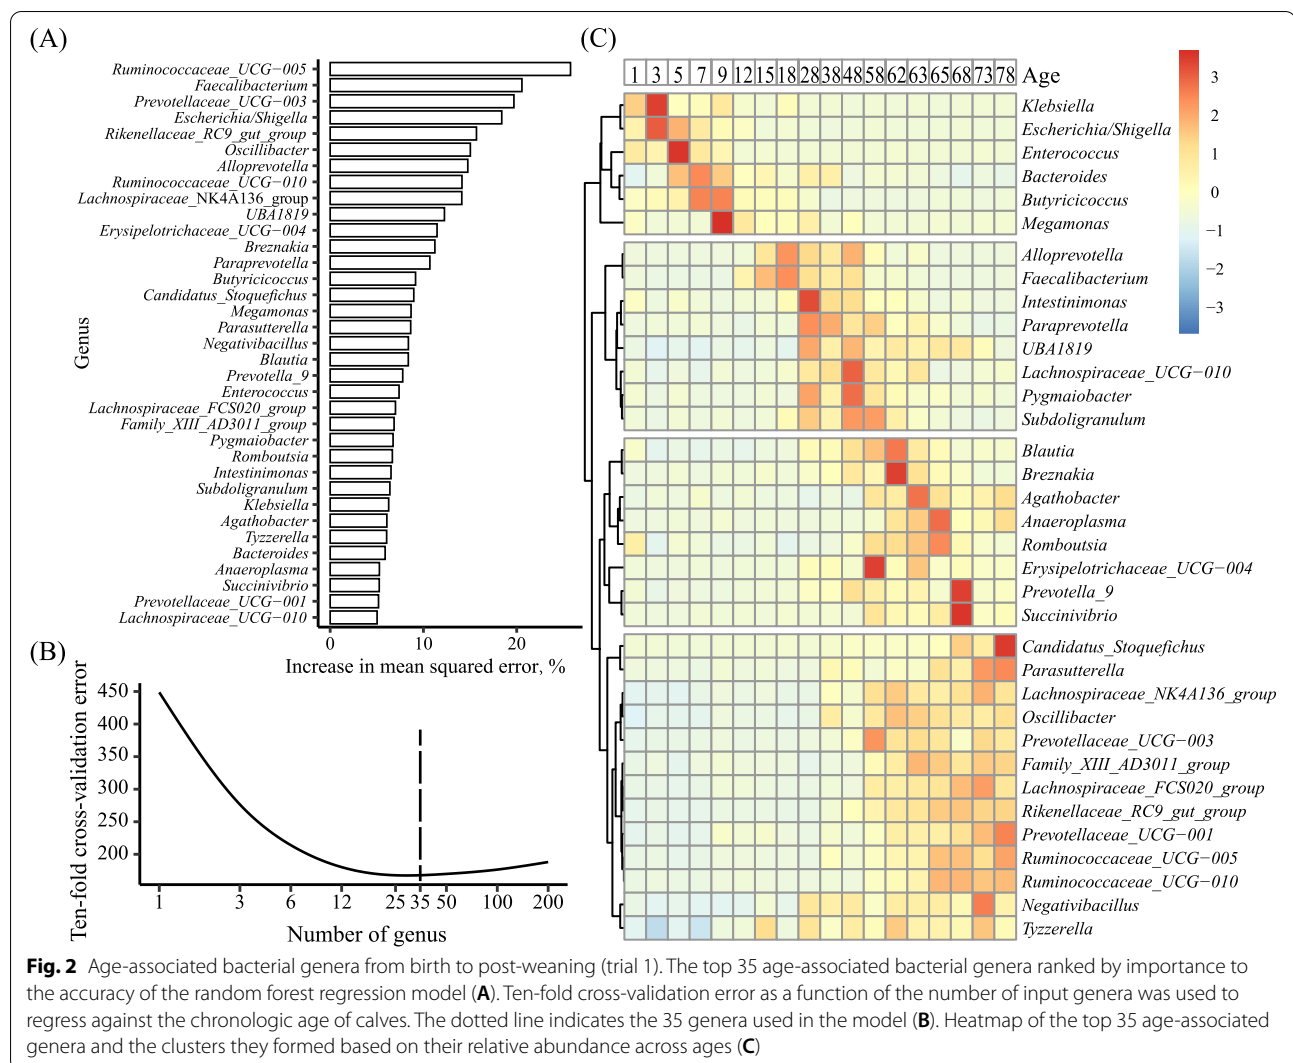 (A)
Ruminococcaceae_UCG-005
Faecalibacterium
Prevotellaceae_UCG-003
Escherichia/Shigella
Rikenellaceae_RC9_gut_group
Oscillibacter
Alloprevotella
Ruminococcaceae_UCG-010
Lachnospiraceae_NK4A136_group
UBA1819
Erysipelotrichaceae_UCG-004
Breznakia
Paraprevotella
Butyricicoccus
Candidatus_Stoquefichus
Megamonas
Parasutterella
Negativibacillus
Blautia
Prevotella_9
Enterococcus
Lachnospiraceae_FCS020_group
Family_XIII_AD3011_group
Pygmaiobacter
Romboutsia
Intestinimonas
Subdoligranulum
Klebsiella
Agathobacter
Tyzzerella
Bacteroides
Anaeroplasma
Succinivibrio
Prevotellaceae_UCG-001
Lachnospiraceae_UCG-010
Genus
0 10 20
Increase in mean squared error, %
(B)
Ten-fold cross-validation error
450
400
350
300
250
200
1 3 6 12 25 35 50 100 200
Number of genus
(C)
1 3 5 7 9 12 15 18 28 38 48 58 62 63 65 68 73 78 Age
Klebsiella
Escherichia/Shigella
Enterococcus
Bacteroides
Butyricicoccus
Megamonas
Alloprevotella
Faecalibacterium
Intestinimonas
Paraprevotella
UBA1819
Lachnospiraceae_UCG-010
Pygmaiobacter
Subdoligranulum
Blautia
Breznakia
Agathobacter
Anaeroplasma
Romboutsia
Erysipelotrichaceae_UCG-004
Prevotella_9
Succinivibrio
Candidatus_Stoquefichus
Parasutterella
Lachnospiraceae_NK4A136_group
Oscillibacter
Prevotellaceae_UCG-003
Family_XIII_AD3011_group
Lachnospiraceae_FCS020_group
Rikenellaceae_RC9_gut_group
Prevotellaceae_UCG-001
Ruminococcaceae_UCG-005
Ruminococcaceae_UCG-010
Negativibacillus
Tyzzerella
3
2
1
0
−1
−2
−3
Fig. 2 Age-associated bacterial genera from birth to post-weaning (trial 1). The top 35 age-associated bacterial genera ranked by importance to
the accuracy of the random forest regression model (A). Ten-fold cross-validation error as a function of the number of input genera was used to
regress against the chronologic age of calves. The dotted line indicates the 35 genera used in the model (B). Heatmap of the top 35 age-associated
genera and the clusters they formed based on their relative abundance across ages (C)